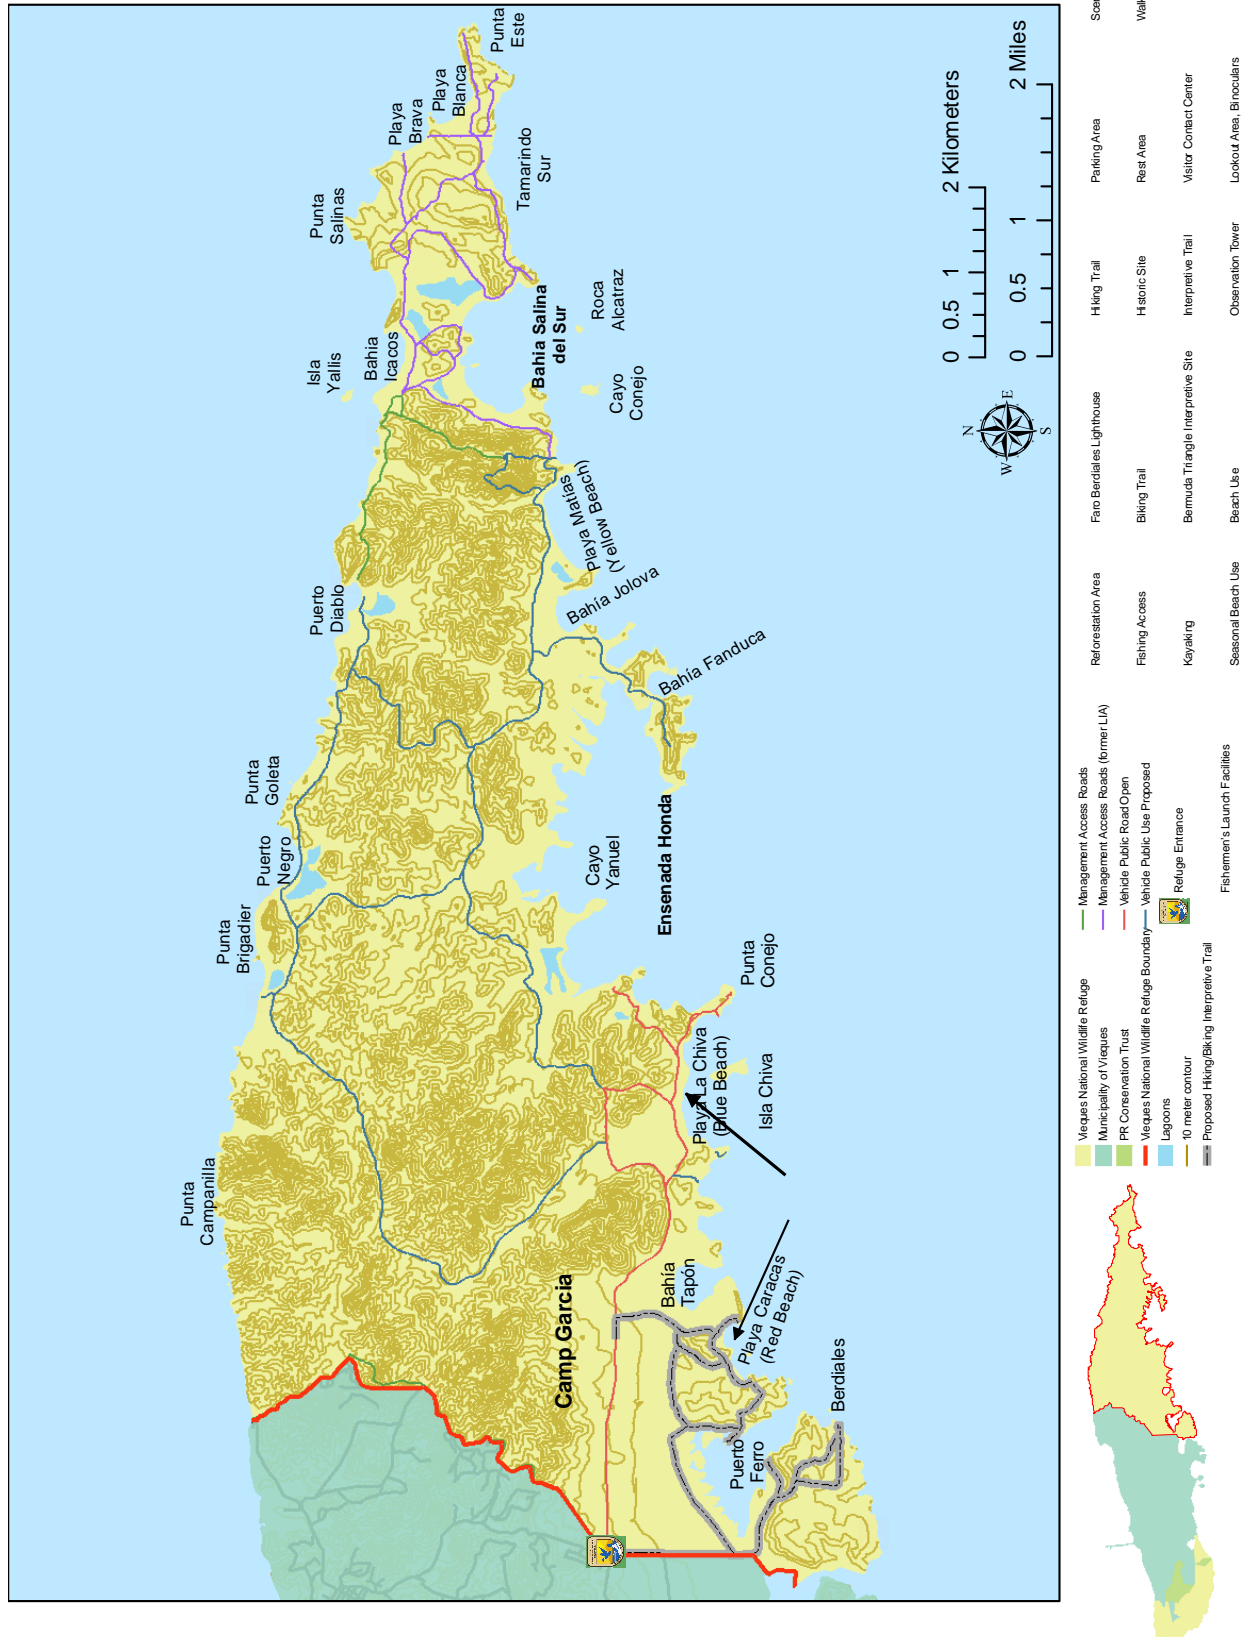 Punta
Este
Playa
Blanca
Playa
Brava
Tamarindo
Sur
Punta
Salinas
Bahia Salina
del Sur
Roca
Alcatraz
Cayo
Conejo
Bahia
Icacos
Isla
Yallis
Playa Matías
(Yellow Beach)
Bahía Jolova
Bahía Fanduca
Puerto
Diablo
Punta
Goleta
Puerto
Negro
Punta
Brigadier
Cayo
Yanuel
Ensenada Honda
Punta
Conejo
Playa La Chiva
(Blue Beach)
Isla Chiva
Punta
Campanilla
Camp Garcia
Bahía
Tapón
Playa Caracas
(Red Beach)
Puerto
Ferro
Berdiales
0 0.5 1 2 Kilometers
0 0.5 1 2 Miles
N
W E
S
Vieques National Wildlife Refuge
Municipality of Vieques
PR Conservation Trust
Vieques National Wildlife Refuge Boundary
Lagoons
10 meter contour
Proposed Hiking/Biking Interpretive Trail
Management Access Roads
Management Access Roads (former LIA)
Vehicle Public Road Open
Vehicle Public Use Proposed
Refuge Entrance
Fishermen's Launch Facilities
Reforestation Area
Fishing Access
Kayaking
Seasonal Beach Use
Faro Berdiales Lighthouse
Biking Trail
Bermuda Triangle Interpretive Site
Beach Use
Hiking Trail
Historic Site
Interpretive Trail
Observation Tower
Parking Area
Rest Area
Visitor Contact Center
Lookout Area, Binoculars